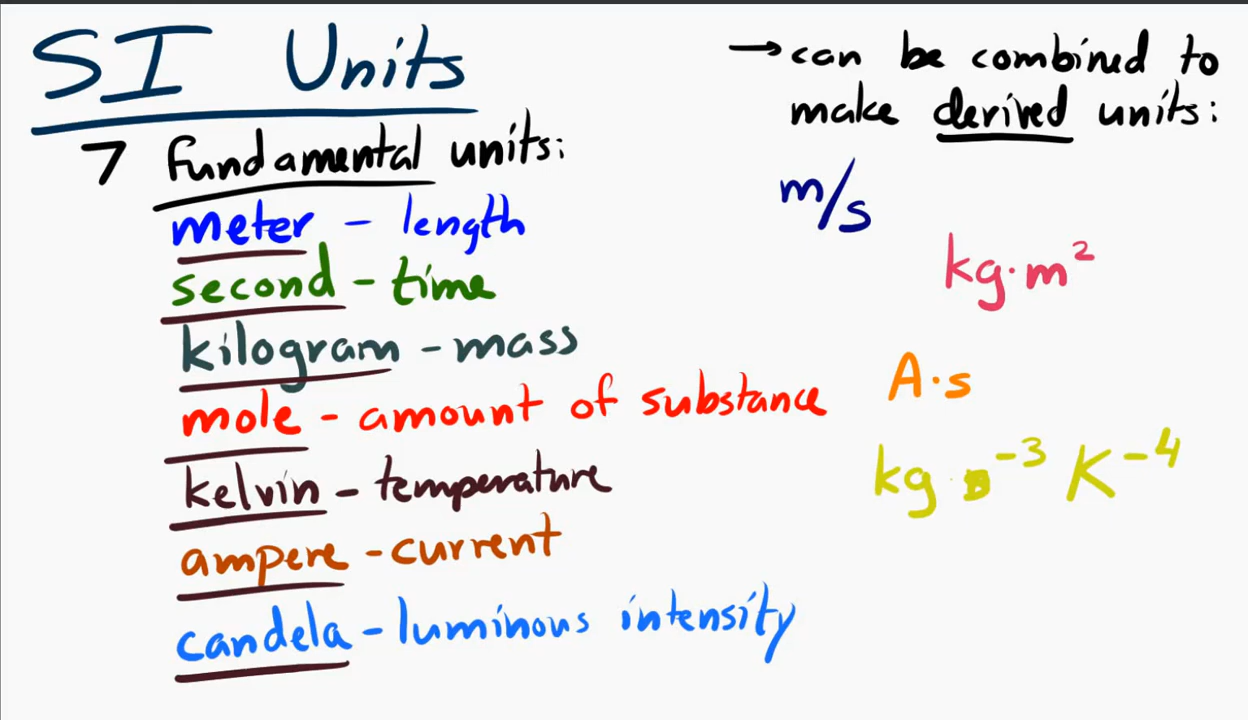 SI Units
7 fundamental units:
meter - length
second - time
kilogram - mass
mole - amount of substance
kelvin - temperature
ampere - current
candela - luminous intensity
→ can be combined to
make derived units:
m/s
kg·m²
A·s
kg· ⁻³ K⁻⁴